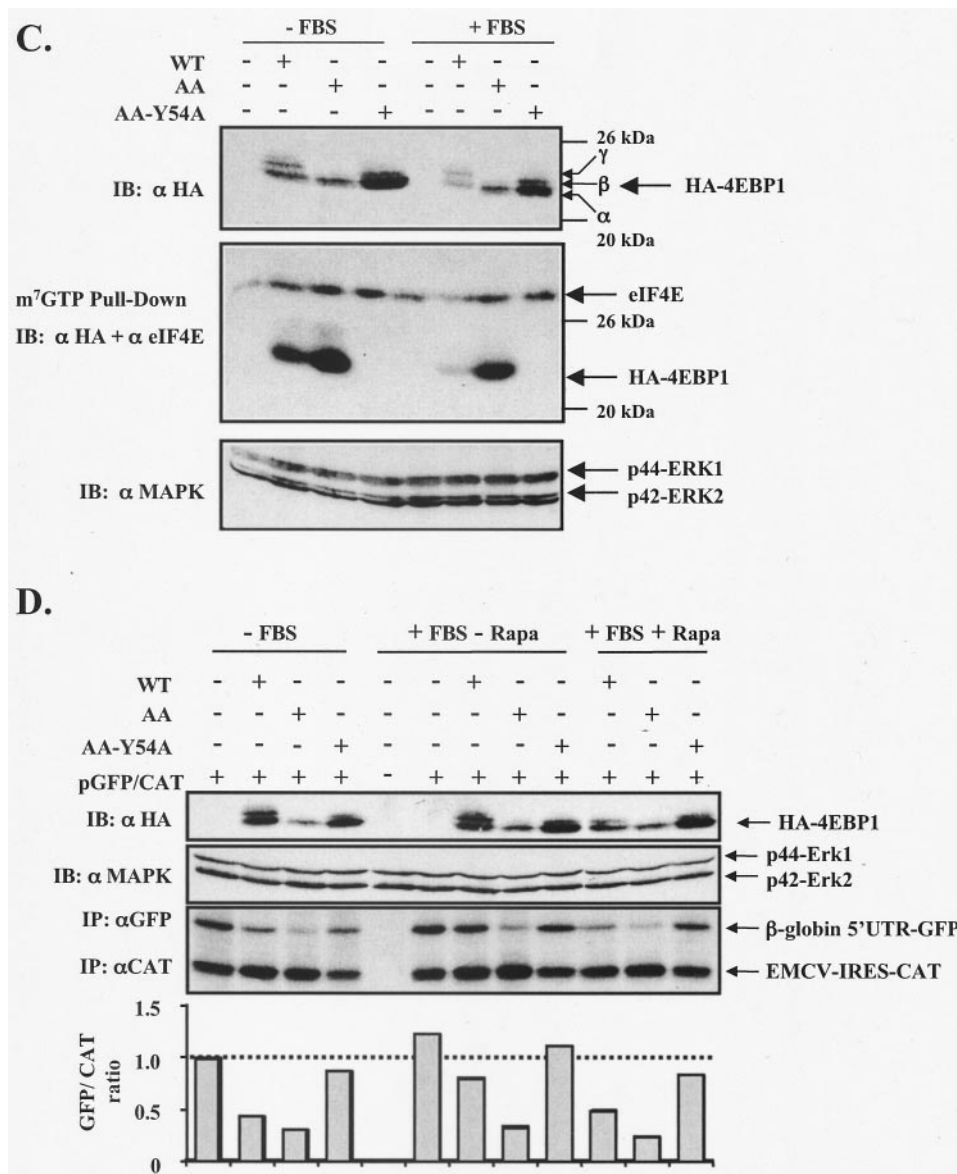 C.
- FBS + FBS
WT - + - - - + - -
AA - - + - - - + -
AA-Y54A - - - + - - - +
26 kDa
γ
IB: α HA β HA-4EBP1
α
20 kDa
m⁷GTP Pull-Down eIF4E
26 kDa
IB: α HA + α eIF4E
HA-4EBP1
20 kDa
p44-ERK1
IB: α MAPK
p42-ERK2
D.
- FBS + FBS - Rapa + FBS + Rapa
WT - + - - - - + - - + - -
AA - - + - - - - + - - + -
AA-Y54A - - - + - - - - + - - +
pGFP/CAT + + + + - + + + + + + +
IB: α HA HA-4EBP1
p44-Erk1
IB: α MAPK p42-Erk2
IP: αGFP β-globin 5'UTR-GFP
IP: αCAT EMCV-IRES-CAT
1.5
GFP/ CAT ratio
1.0
0.5
0